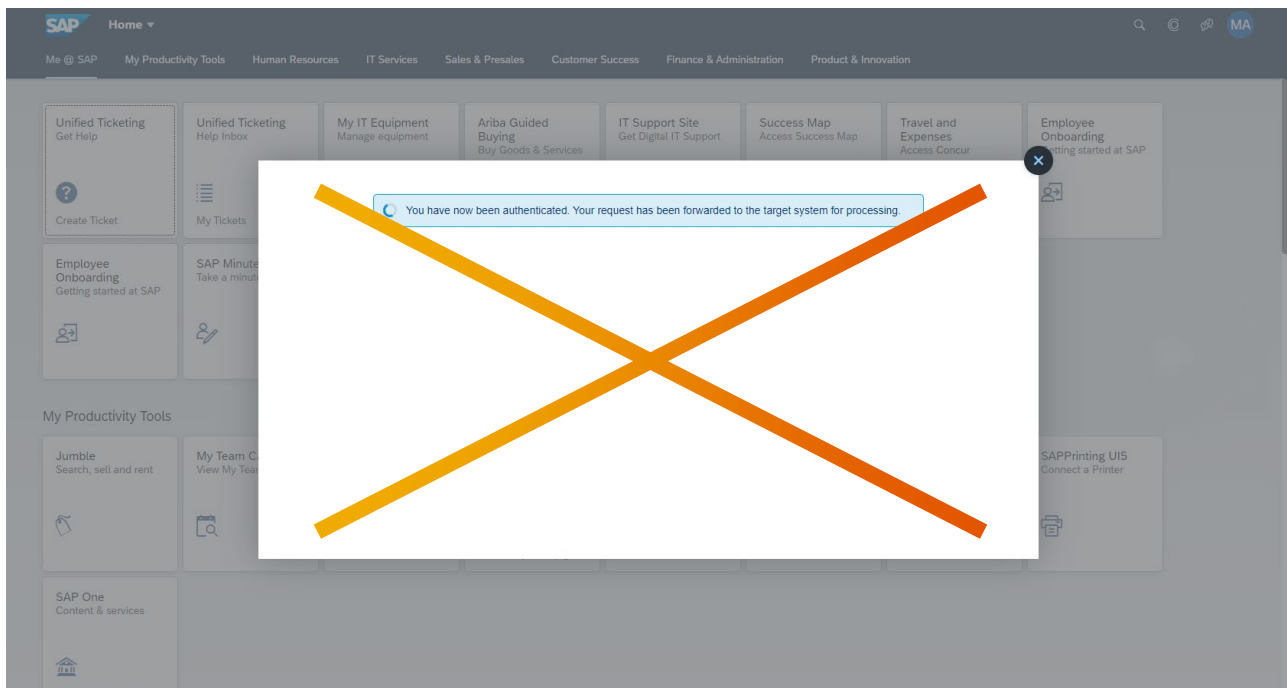 SAP Home
MA
Me @ SAP My Productivity Tools Human Resources IT Services Sales & Presales Customer Success Finance & Administration Product & Innovation
Unified Ticketing
Get Help
Create Ticket
Unified Ticketing
Help Inbox
My Tickets
My IT Equipment
Manage equipment
Ariba Guided
Buying
Buy Goods & Services
IT Support Site
Get Digital IT Support
Success Map
Access Success Map
Travel and
Expenses
Access Concur
Employee
Onboarding
Getting started at SAP
You have now been authenticated. Your request has been forwarded to the target system for processing.
Employee
Onboarding
Getting started at SAP
SAP Minute
Take a minut
My Productivity Tools
Jumble
Search, sell and rent
My Team C
View My Tea
SAPPrinting UI5
Connect a Printer
SAP One
Content & services